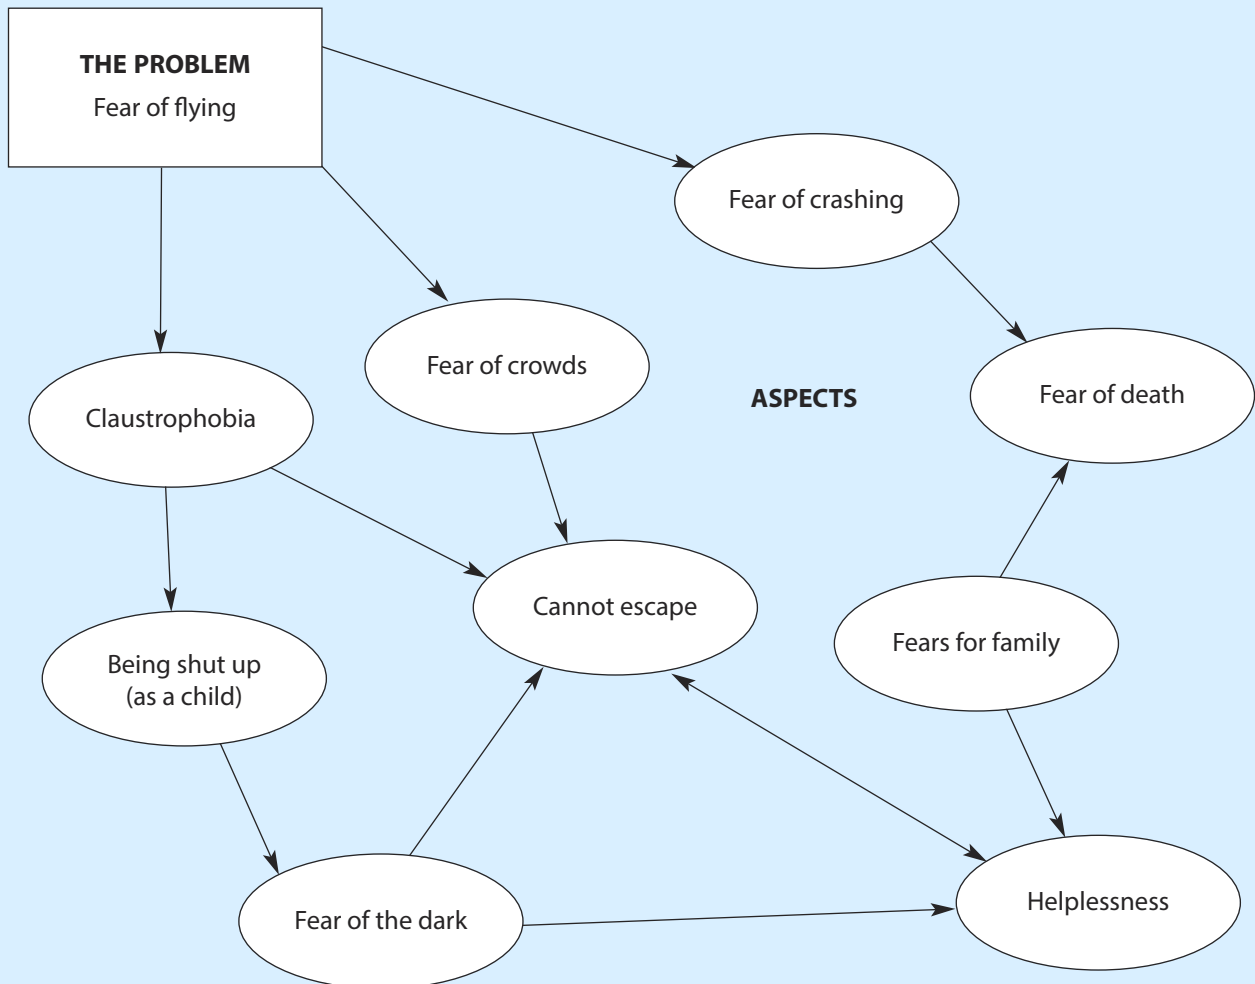 THE PROBLEM
Fear of flying
Fear of crashing
Fear of crowds
ASPECTS
Fear of death
Claustrophobia
Cannot escape
Fears for family
Being shut up
(as a child)
Fear of the dark
Helplessness